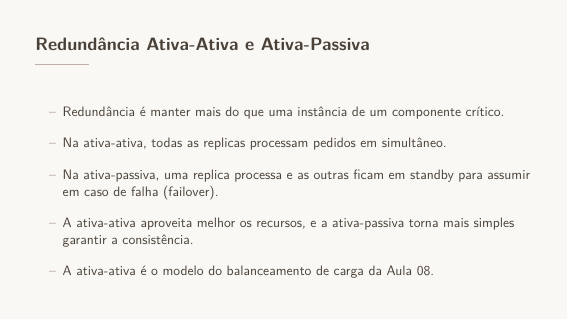 Redundância Ativa-Ativa e Ativa-Passiva
– Redundância é manter mais do que uma instância de um componente crítico.
– Na ativa-ativa, todas as replicas processam pedidos em simultâneo.
– Na ativa-passiva, uma replica processa e as outras ficam em standby para assumir
em caso de falha (failover).
– A ativa-ativa aproveita melhor os recursos, e a ativa-passiva torna mais simples
garantir a consistência.
– A ativa-ativa é o modelo do balanceamento de carga da Aula 08.